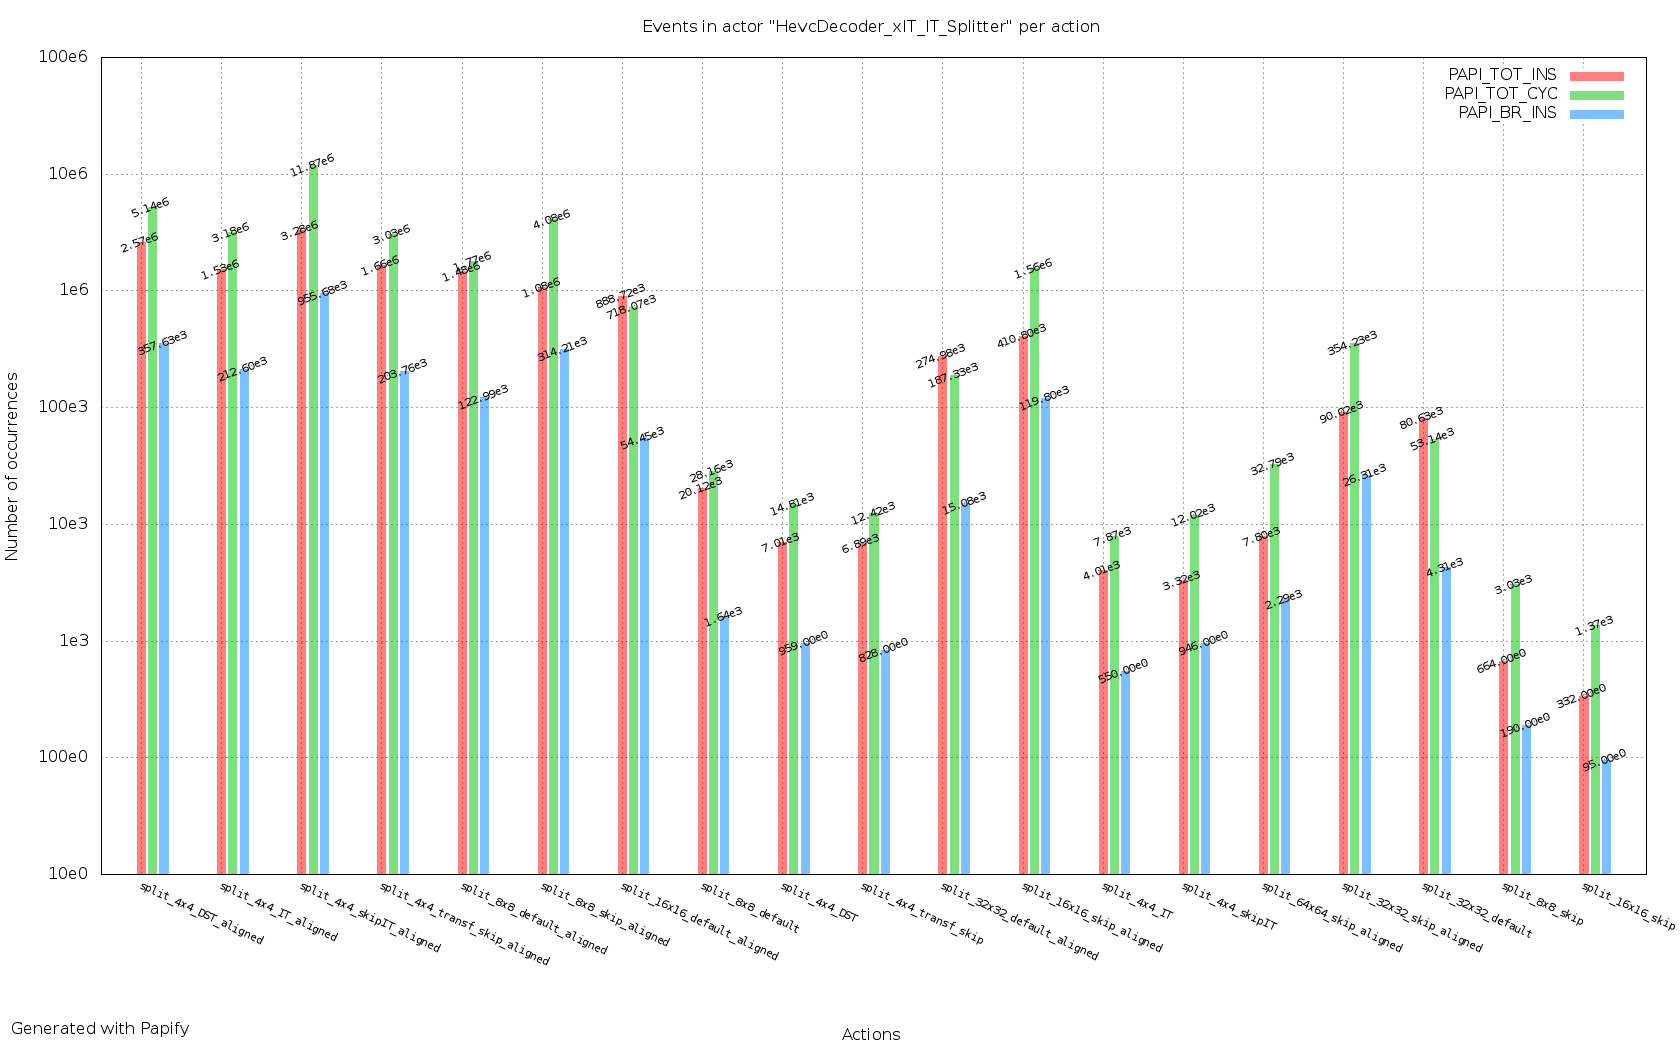 Events in actor "HevcDecoder_xIT_IT_Splitter" per action
100e6
10e6
1e6
100e3
10e3
1e3
100e0
10e0
Number of occurrences
PAPI_TOT_INS
PAPI_TOT_CYC
PAPI_BR_INS
2.57e6
5.14e6
357.63e3
1.53e6
3.18e6
212.60e3
3.28e6
11.87e6
955.68e3
1.66e6
3.03e6
203.76e3
1.48e6
1.77e6
122.99e3
1.08e6
4.08e6
314.21e3
888.72e3
718.07e3
54.45e3
20.12e3
28.16e3
1.64e3
7.01e3
14.81e3
959.00e0
6.89e3
12.42e3
828.00e0
274.98e3
187.33e3
15.08e3
410.80e3
1.56e6
119.80e3
4.01e3
7.87e3
550.00e0
3.32e3
12.02e3
946.00e0
7.80e3
32.79e3
2.29e3
90.02e3
354.23e3
26.31e3
80.63e3
53.14e3
4.31e3
664.00e0
3.03e3
190.00e0
332.00e0
1.37e3
95.00e0
split_4x4_DST_aligned
split_4x4_IT_aligned
split_4x4_skipIT_aligned
split_4x4_transf_skip_aligned
split_8x8_default_aligned
split_8x8_skip_aligned
split_16x16_default_aligned
split_8x8_default
split_4x4_DST
split_4x4_transf_skip
split_32x32_default_aligned
split_16x16_skip_aligned
split_4x4_IT
split_4x4_skipIT
split_64x64_skip_aligned
split_32x32_skip_aligned
split_32x32_default
split_8x8_skip
split_16x16_skip
Generated with Papify
Actions